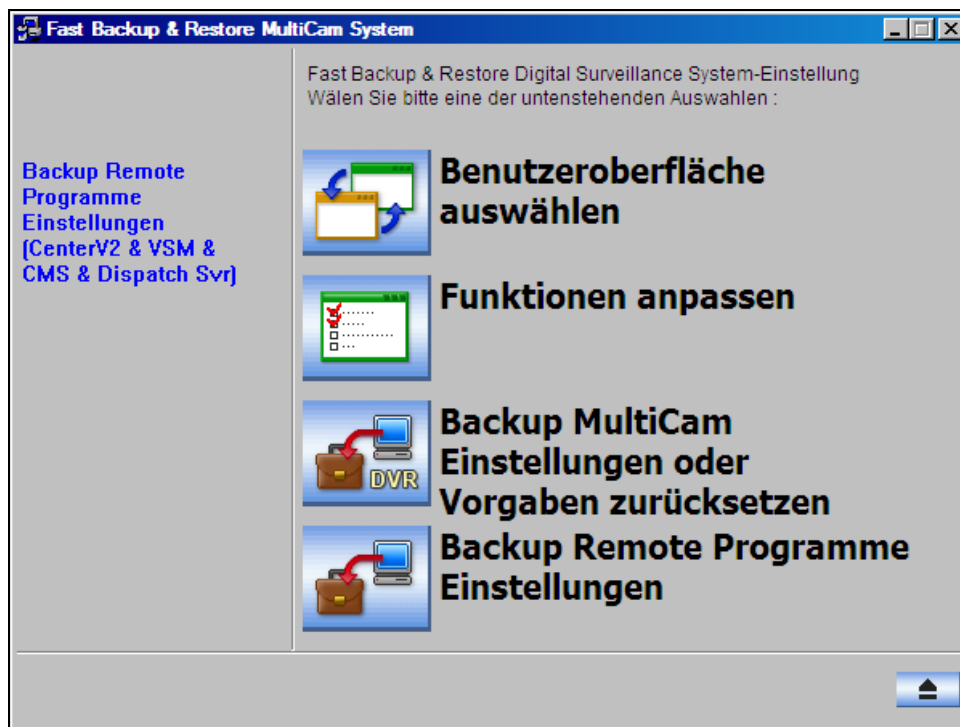 Fast Backup & Restore MultiCam System
Fast Backup & Restore Digital Surveillance System-Einstellung
Wälen Sie bitte eine der untenstehenden Auswahlen :
Backup Remote
Programme
Einstellungen
(CenterV2 & VSM &
CMS & Dispatch Svr)
Benutzeroberfläche
auswählen
Funktionen anpassen
DVR
Backup MultiCam
Einstellungen oder
Vorgaben zurücksetzen
Backup Remote Programme
Einstellungen